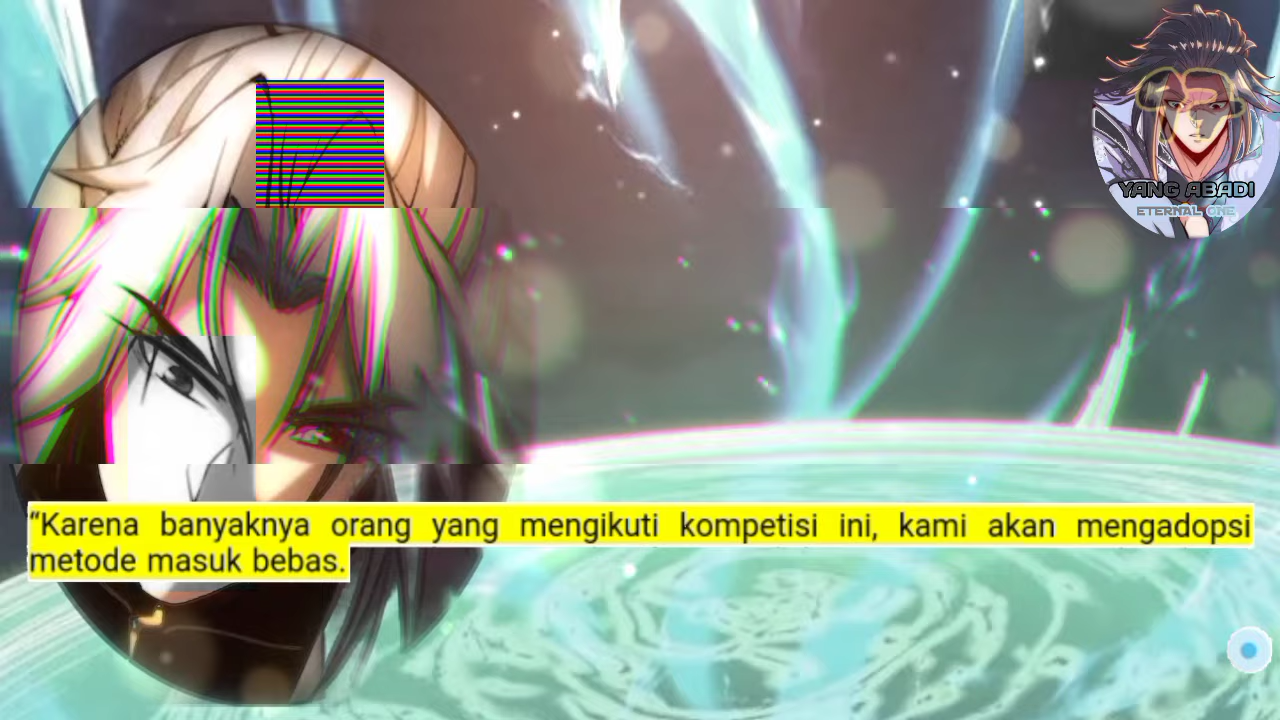 YANG ABADI
ETERNAL ONE
“Karena banyaknya orang yang mengikuti kompetisi ini, kami akan mengadopsi
metode masuk bebas.